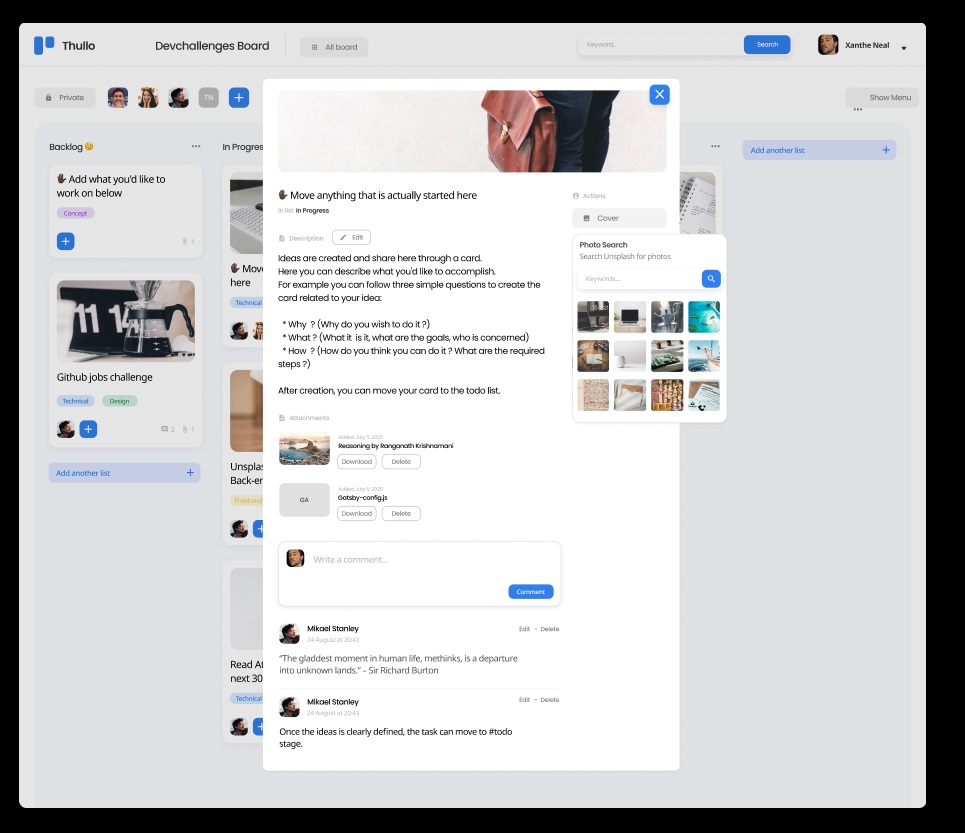 Thullo
Devchallenges Board
All board
Keyword...
Search
Xanthe Neal
Private
TN
Show Menu
Backlog
👋🏿 Add what you'd like to
work on below
Concept
1
Github jobs challenge
Technical
Design
2
1
Add another list
In Progres
👋🏿 Move
here
Technical
Unsplas
Back-er
Front end
Read At
next 30
Technical
Add another list
👋🏿 Move anything that is actually started here
In list In Progress
Description
Edit
Ideas are created and share here through a card.
Here you can describe what you'd like to accomplish.
For example you can follow three simple questions to create the
card related to your idea:
* Why ? (Why do you wish to do it ?)
* What ? (What it is it, what are the goals, who is concerned)
* How ? (How do you think you can do it ? What are the required
steps ?)
After creation, you can move your card to the todo list.
Attachments
Added July 5, 2020
Reasoning by Ranganath Krishnamani
Download
Delete
GA
Added July 5, 2020
Gatsby-config.js
Download
Delete
Write a comment...
Comment
Mikael Stanley
24 August at 20:43
Edit - Delete
“The gladdest moment in human life, methinks, is a departure
into unknown lands.” – Sir Richard Burton
Mikael Stanley
24 August at 20:43
Edit - Delete
Once the ideas is clearly defined, the task can move to #todo
stage.
Actions
Cover
Photo Search
Search Unsplash for photos
Keywords...